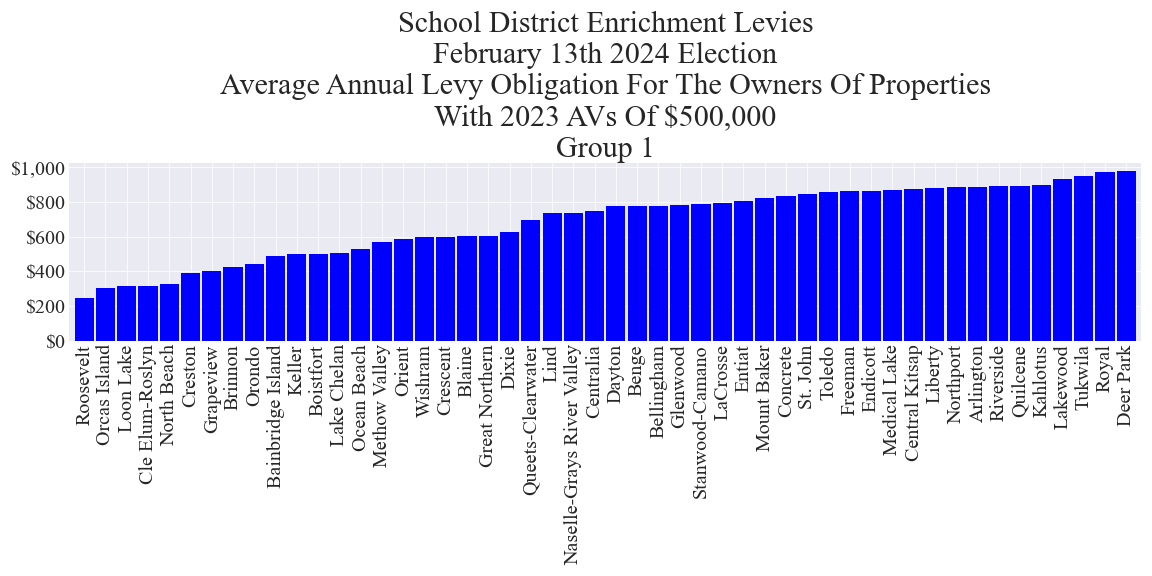 School District Enrichment Levies
February 13th 2024 Election
Average Annual Levy Obligation For The Owners Of Properties
With 2023 AVs Of $500,000
Group 1
$1,000
$800
$600
$400
$200
$0
Roosevelt
Orcas Island
Loon Lake
Cle Elum-Roslyn
North Beach
Creston
Grapeview
Brinnon
Orondo
Bainbridge Island
Keller
Boistfort
Lake Chelan
Ocean Beach
Methow Valley
Orient
Wishram
Crescent
Blaine
Great Northern
Dixie
Queets-Clearwater
Lind
Naselle-Grays River Valley
Centralia
Dayton
Benge
Bellingham
Glenwood
Stanwood-Camano
LaCrosse
Entiat
Mount Baker
Concrete
St. John
Toledo
Freeman
Endicott
Medical Lake
Central Kitsap
Liberty
Northport
Arlington
Riverside
Quilcene
Kahlotus
Lakewood
Tukwila
Royal
Deer Park